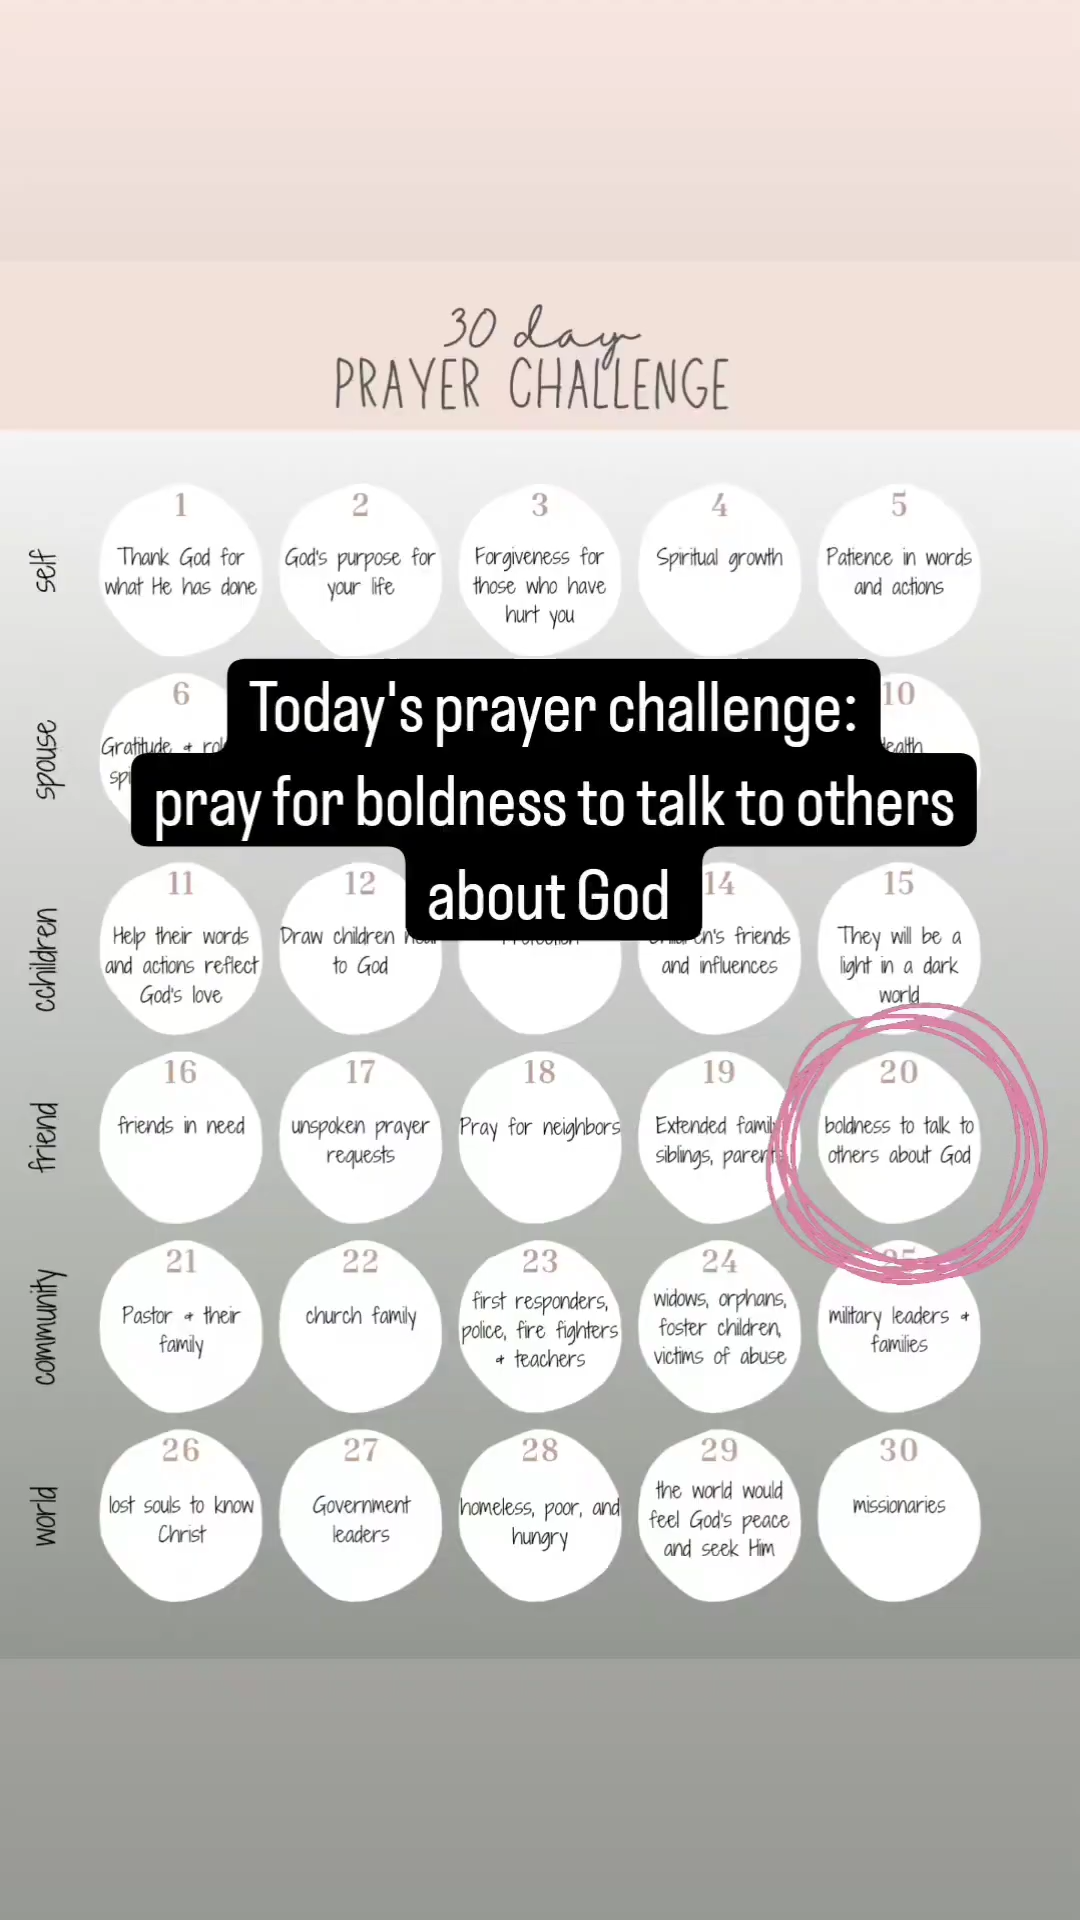 30 day
PRAYER CHALLENGE
self
1
Thank God for
what He has done
2
God's purpose for
your life
3
Forgiveness for
those who have
hurt you
4
Spiritual growth
5
Patience in words
and actions
Today's prayer challenge:
pray for boldness to talk to others
about God
spouse
6
Gratitude &
10
cchildren
11
Help their words
and actions reflect
God's love
12
Draw children
to God
14
friends
and influences
15
They will be a
light in a dark
world
friend
16
friends in need
17
unspoken prayer
requests
18
Pray for neighbors
19
Extended
siblings,
20
boldness to talk to
others about God
community
21
Pastor & their
family
22
church family
23
first responders,
police, fire fighters
& teachers
24
widows, orphans,
foster children,
victims of abuse
25
military leaders &
families
world
26
lost souls to know
Christ
27
Government
leaders
28
homeless, poor, and
hungry
29
the world would
feel God's peace
and seek Him
30
missionaries